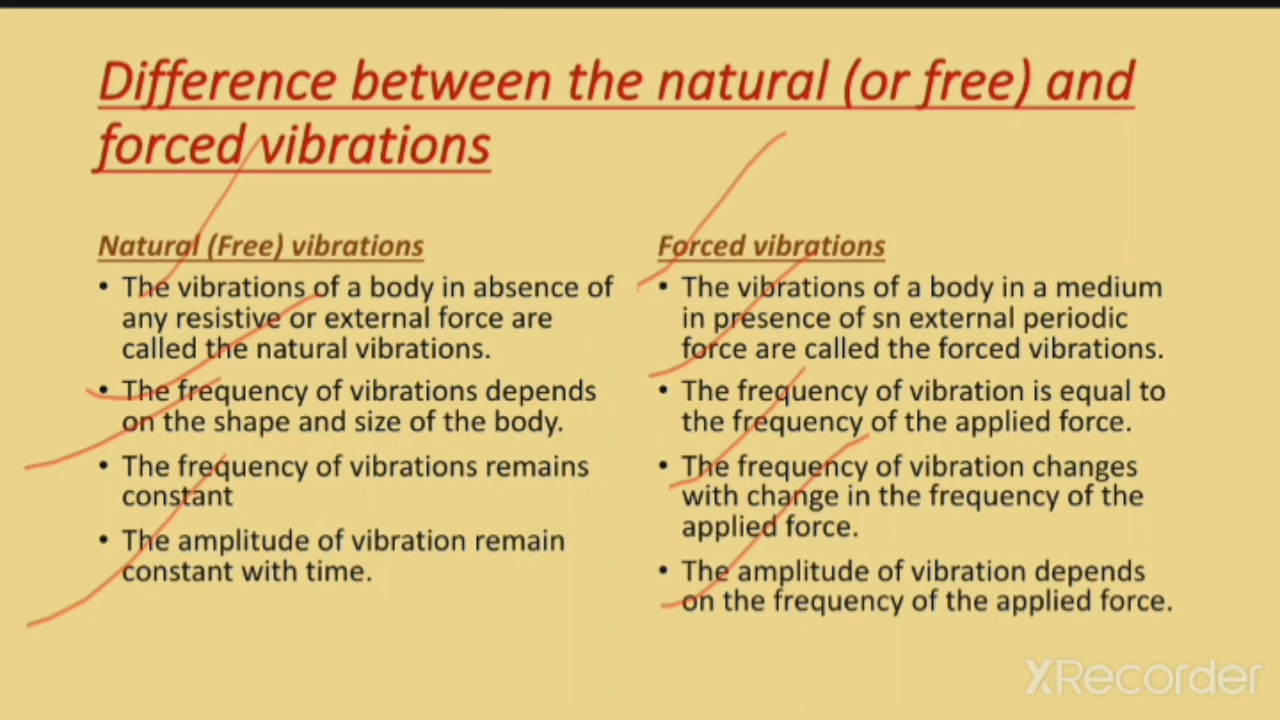 Difference between the natural (or free) and
forced vibrations
Natural (Free) vibrations
• The vibrations of a body in absence of
any resistive or external force are
called the natural vibrations.
• The frequency of vibrations depends
on the shape and size of the body.
• The frequency of vibrations remains
constant
• The amplitude of vibration remain
constant with time.
Forced vibrations
• The vibrations of a body in a medium
in presence of sn external periodic
force are called the forced vibrations.
• The frequency of vibration is equal to
the frequency of the applied force.
• The frequency of vibration changes
with change in the frequency of the
applied force.
• The amplitude of vibration depends
on the frequency of the applied force.
XRecorder